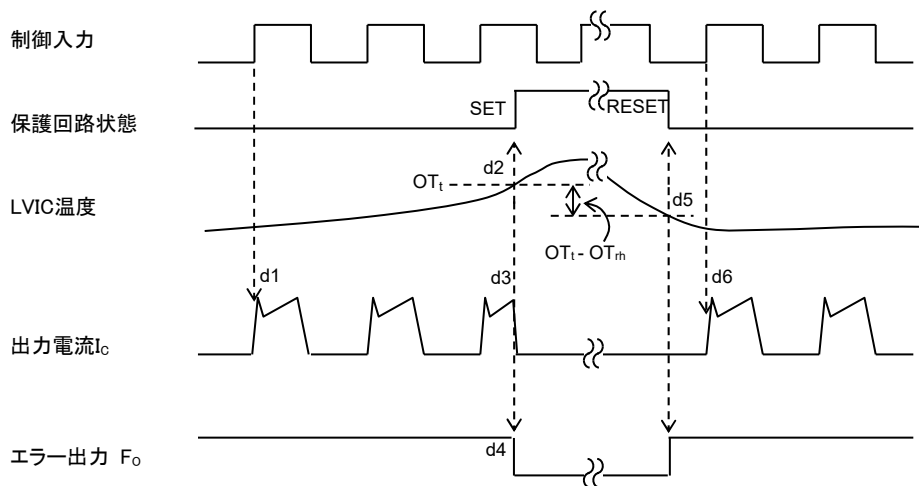 制御入力
SET
RESET
保護回路状態
d2
OTt
d5
LVIC温度
OTt - OTrh
d1
d3
d6
出力電流IC
d4
エラー出力 FO